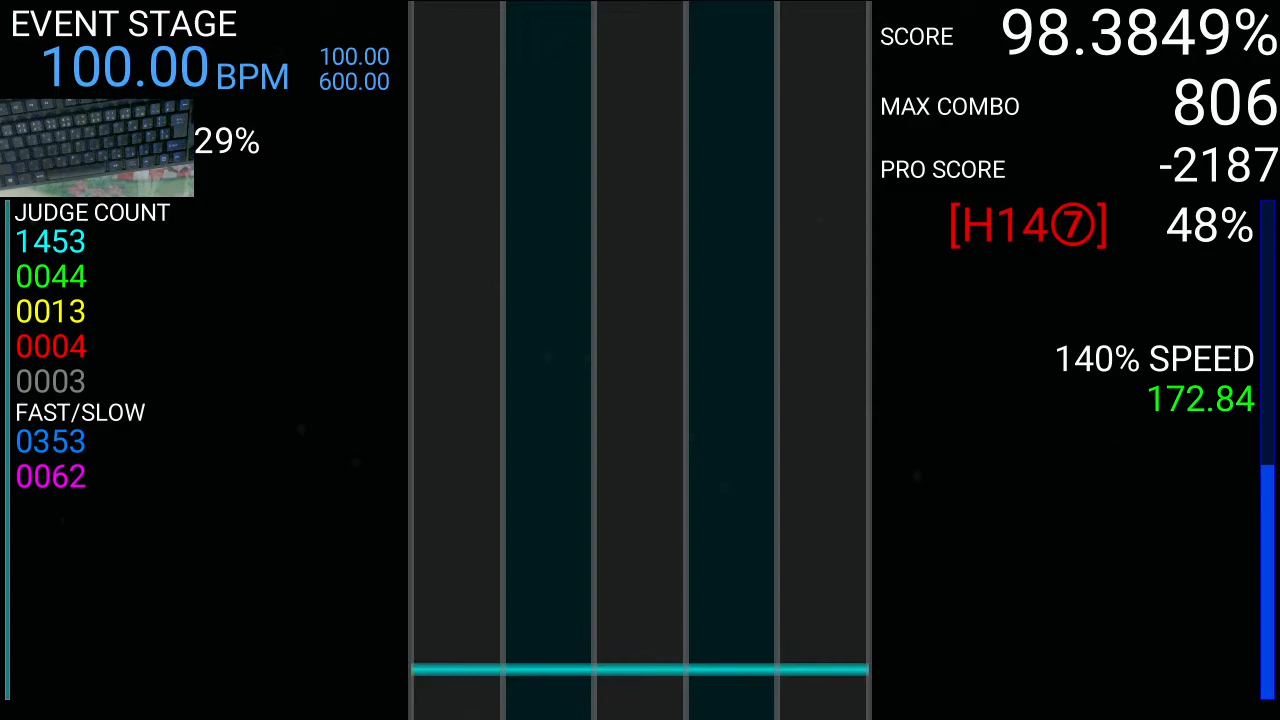 EVENT STAGE
100.00 BPM
100.00
600.00
29%
JUDGE COUNT
1453
0044
0013
0004
0003
FAST/SLOW
0353
0062
SCORE 98.3849%
MAX COMBO 806
PRO SCORE -2187
[H14⑦] 48%
140% SPEED
172.84